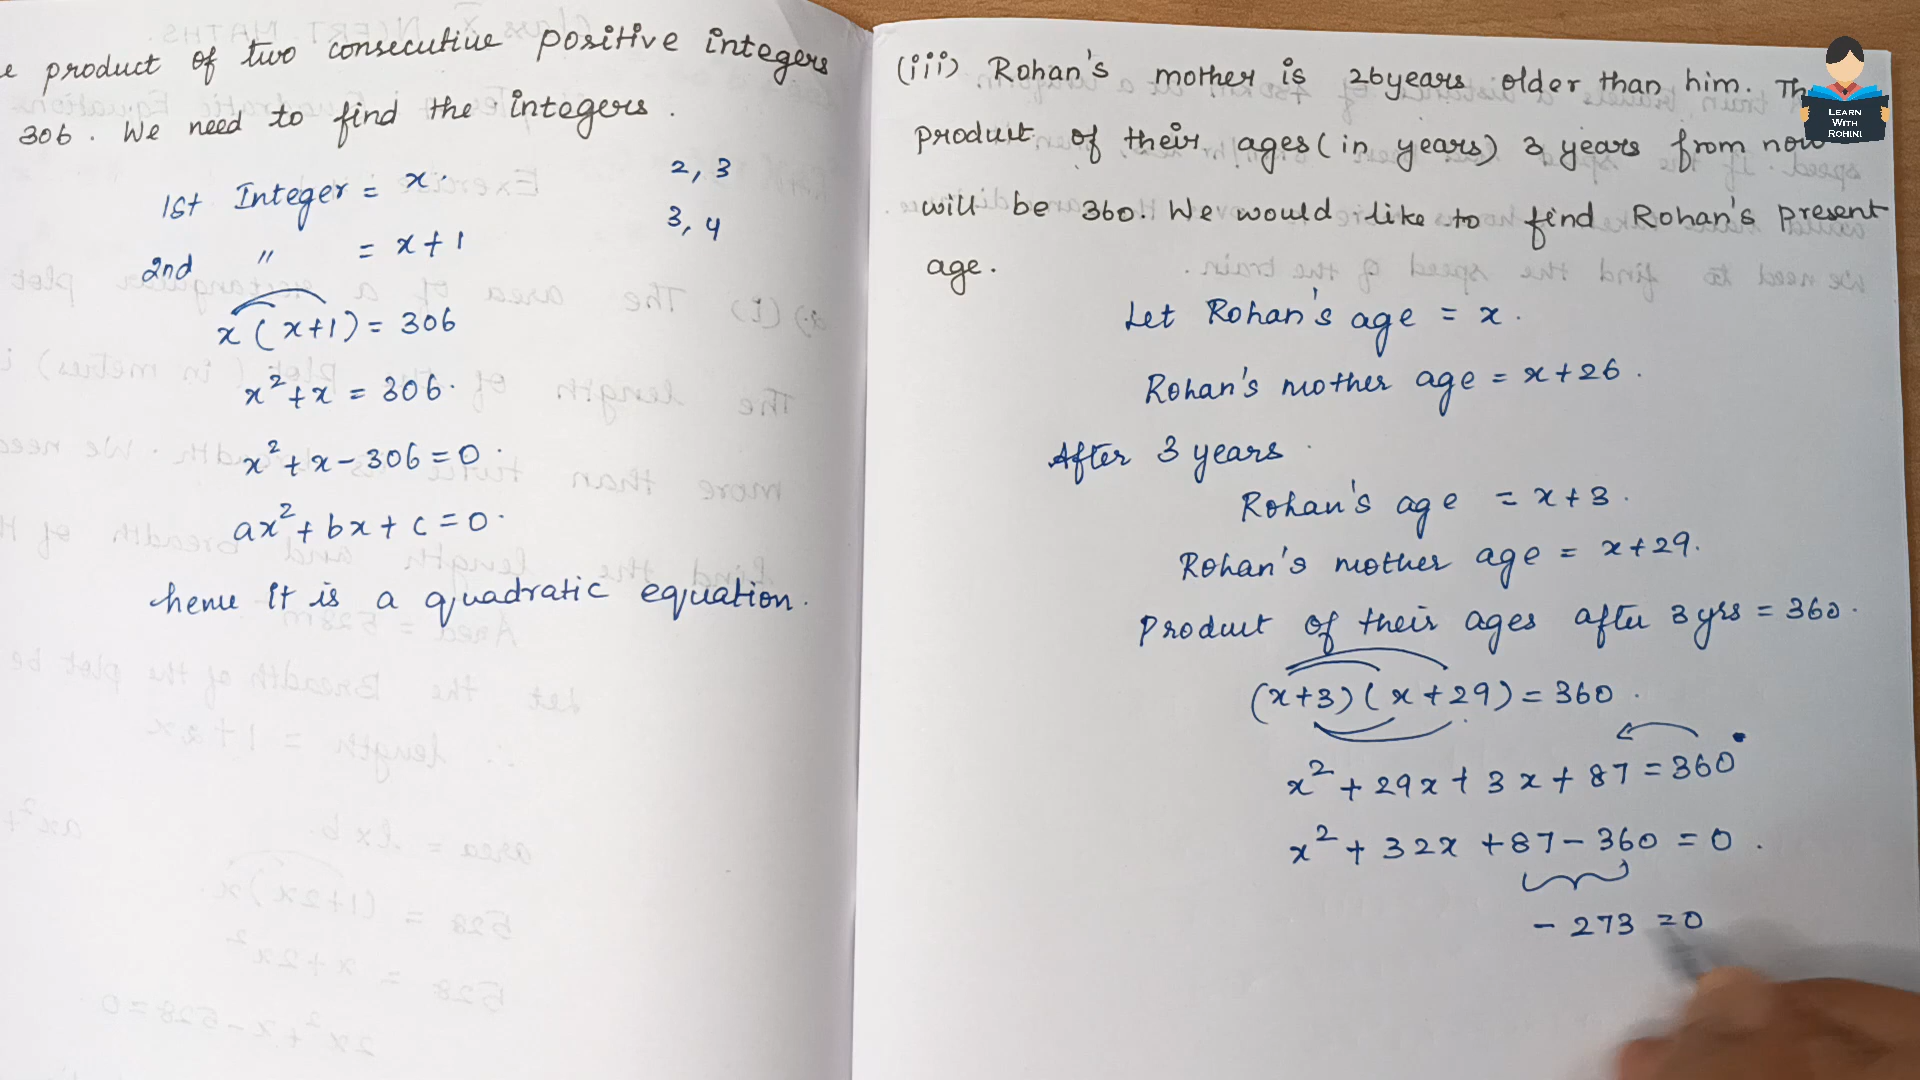 e product of two consecutive positive integers
306. We need to find the integers.
1st Integer = x.
2, 3
2nd " = x+1
3, 4
x(x+1) = 306
x²+x = 306.
x²+x-306=0.
ax²+bx+c=0.
hence it is a quadratic equation.
(iii) Rohan's mother is 26years older than him. Th
product of their ages (in years) 3 years from now
will be 360. We would like to find Rohan's present
age.
Let Rohan's age = x.
Rohan's mother age = x+26.
After 3 years
Rohan's age = x+3.
Rohan's mother age = x+29.
Product of their ages after 3 yrs = 360.
(x+3)(x+29)=360.
x²+29x+3x+87=360
x²+32x+87-360=0.
-273=0
LEARN
WITH
ROHINI